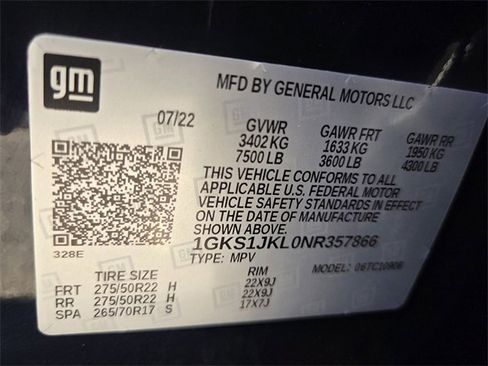 gm
MFD BY GENERAL MOTORS LLC
07/22 GVWR GAWR FRT GAWR RR
3402 KG 1633 KG 1950 KG
7500 LB 3600 LB 4300 LB
THIS VEHICLE CONFORMS TO ALL
APPLICABLE U.S. FEDERAL MOTOR
VEHICLE SAFETY STANDARDS IN EFFECT
ON THE DATE OF MANUFACTURE
SHOWN ABOVE.
1GKS1JKL0NR357866
328E TYPE: MPV MODEL: 06TC10906
TIRE SIZE RIM
FRT 275/50R22 H 22X9J
RR 275/50R22 H 22X9J
SPA 265/70R17 S 17X7J